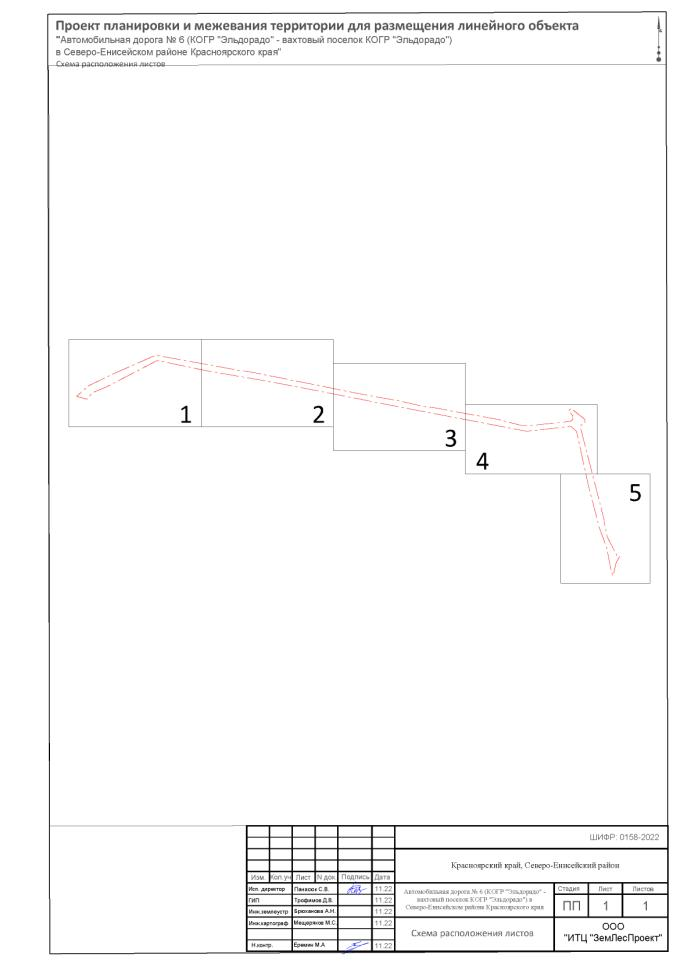 Проект планировки и межевания территории для размещения линейного объекта
"Автомобильная дорога № 6 (КОГР "Эльдорадо" - вахтовый поселок КОГР "Эльдорадо")
в Северо-Енисейском районе Красноярского края"
Схема расположения листов
1
2
3
4
5
ШИФР: 0158-2022
Красноярский край, Северо-Енисейский район
Изм. Кол.уч Лист N док. Подпись Дата
Исп. директор Панасюк С.В. 11.22
ГИП Трофимов Д.В. 11.22
Инж.землеустр Брюханова А.Н. 11.22
Инж.картограф Мещеряков М.С. 11.22
Н.контр. Еремин М.А 11.22
Автомобильная дорога № 6 (КОГР "Эльдорадо" -
вахтовый поселок КОГР "Эльдорадо") в
Северо-Енисейском районе Красноярского края
Стадия Лист Листов
ПП 1 1
Схема расположения листов
ООО
"ИТЦ "ЗемЛесПроект"